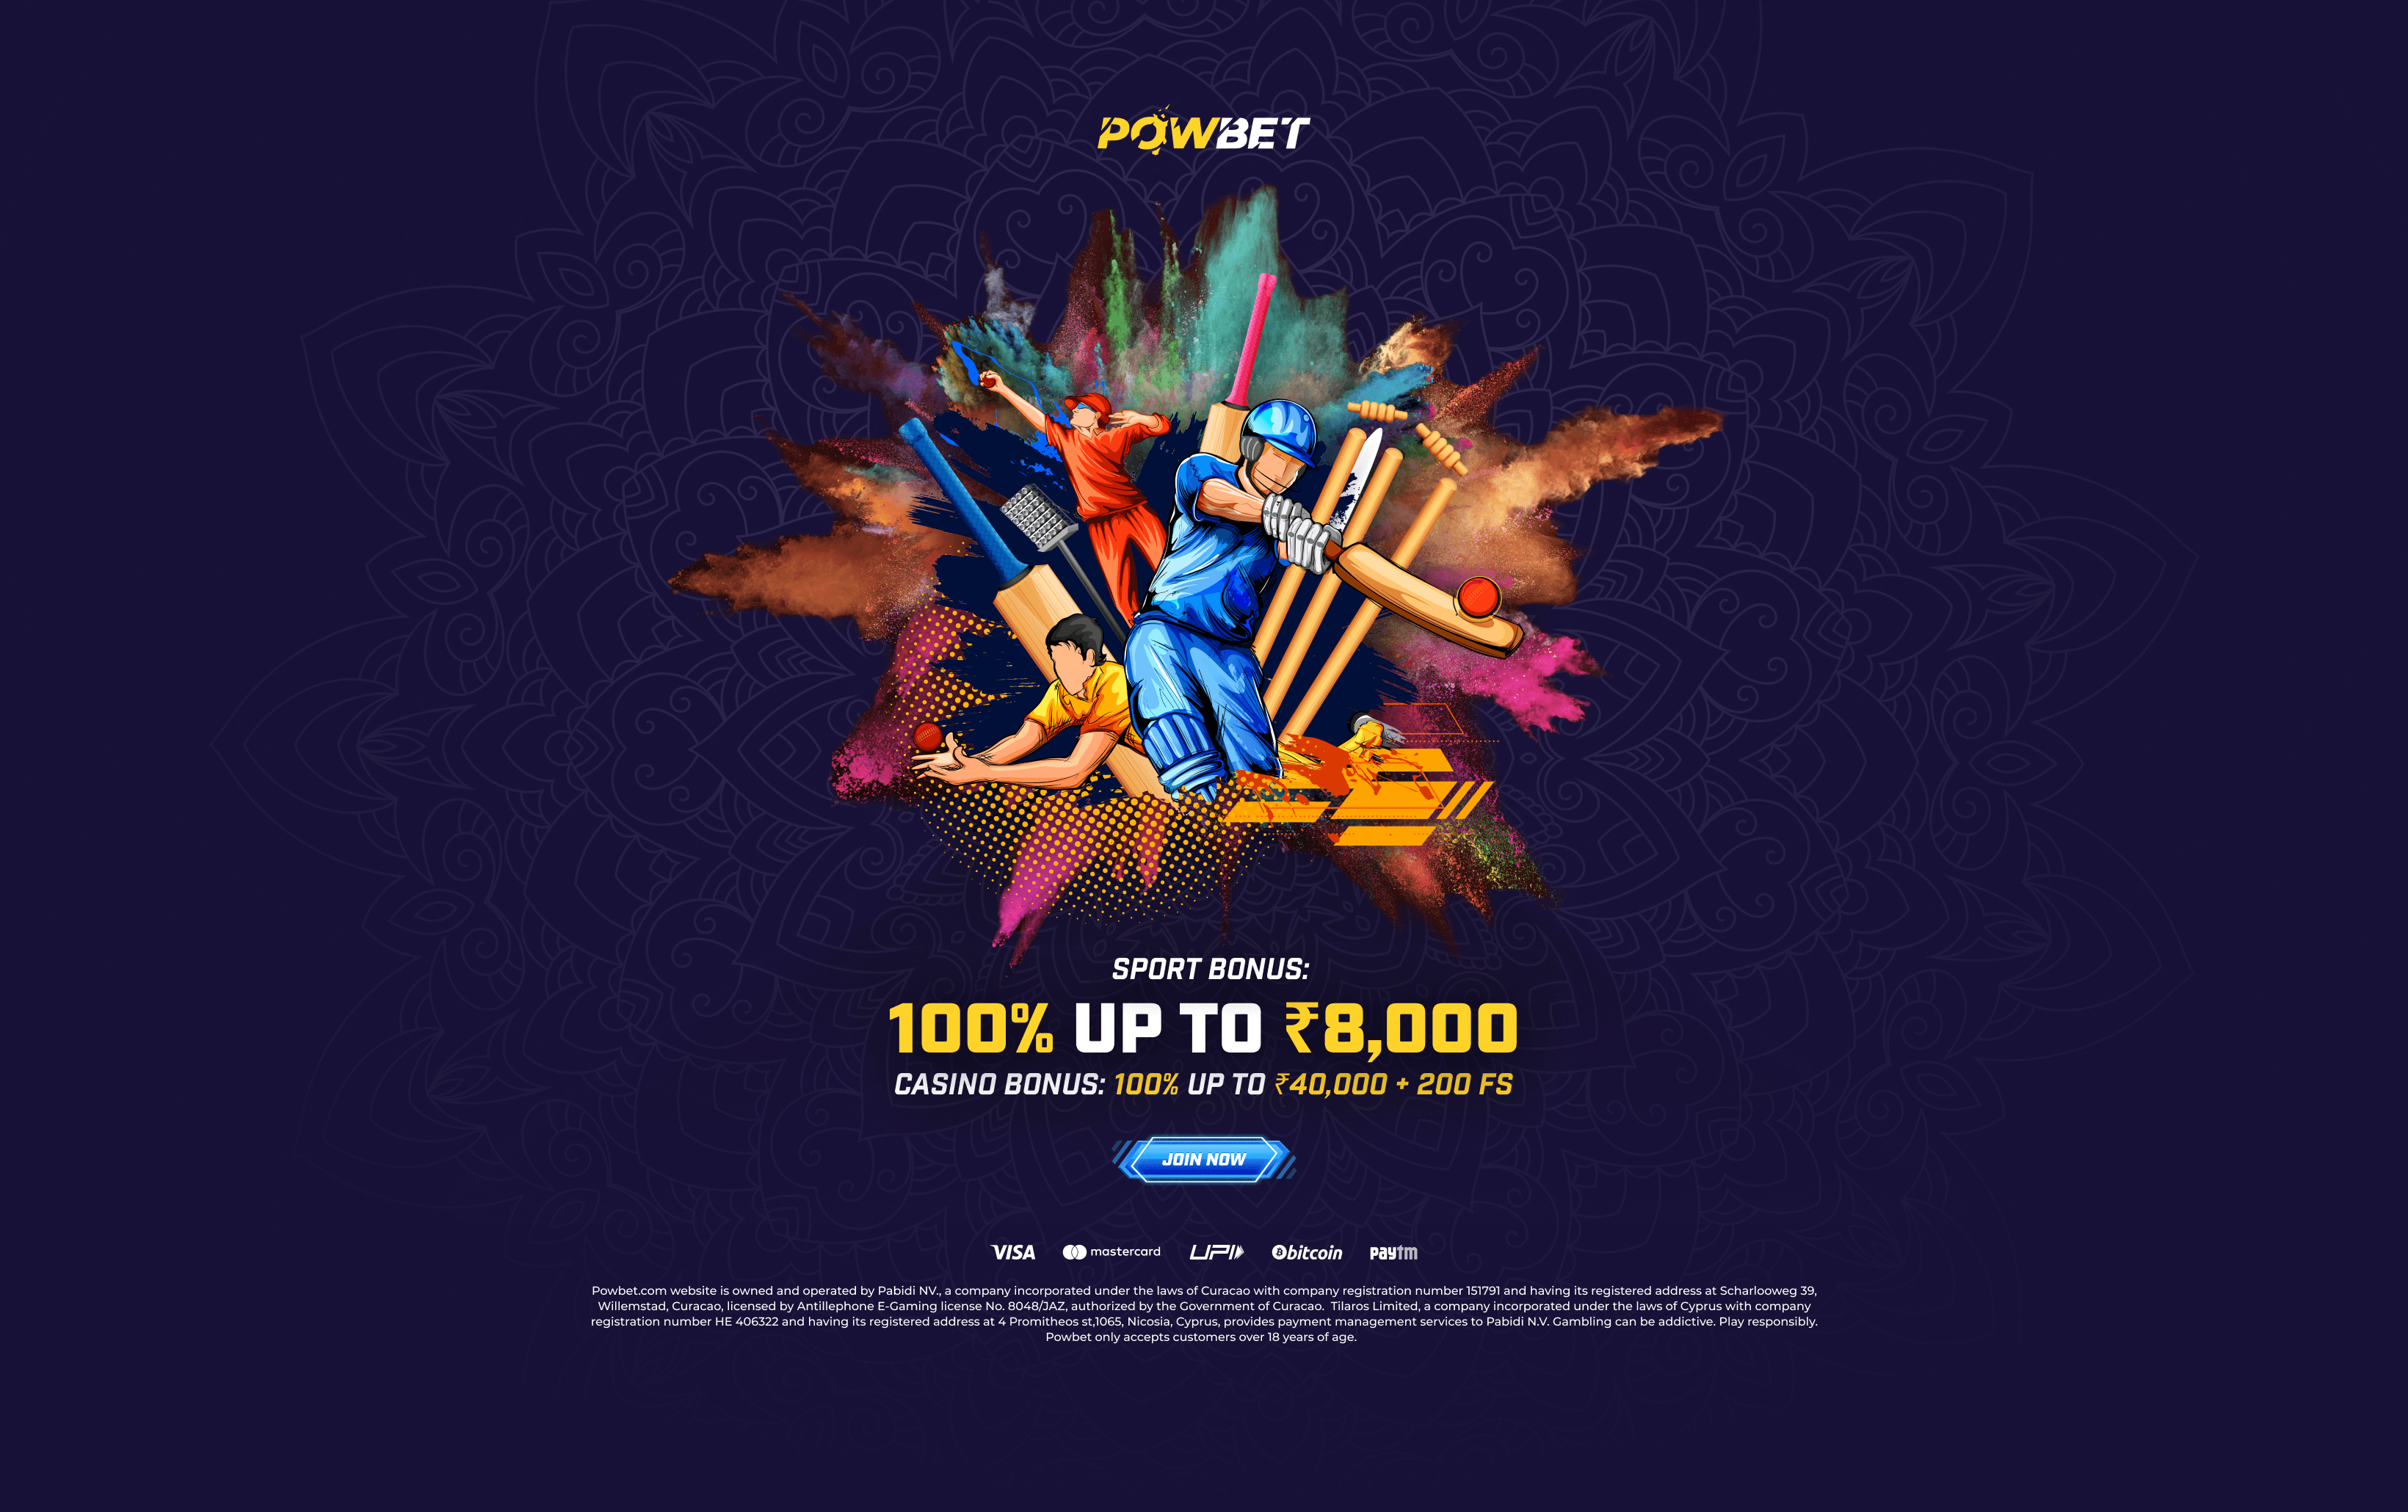 POWBET
SPORT BONUS:
100% UP TO ₹8,000
CASINO BONUS: 100% UP TO ₹40,000 + 200 FS
JOIN NOW
VISA mastercard UPI bitcoin paytm
Powbet.com website is owned and operated by Pabidi NV., a company incorporated under the laws of Curacao with company registration number 151791 and having its registered address at Scharlooweg 39,
Willemstad, Curacao, licensed by Antillephone E-Gaming license No. 8048/JAZ, authorized by the Government of Curacao. Tilaros Limited, a company incorporated under the laws of Cyprus with company
registration number HE 406322 and having its registered address at 4 Promitheos st,1065, Nicosia, Cyprus, provides payment management services to Pabidi N.V. Gambling can be addictive. Play responsibly.
Powbet only accepts customers over 18 years of age.